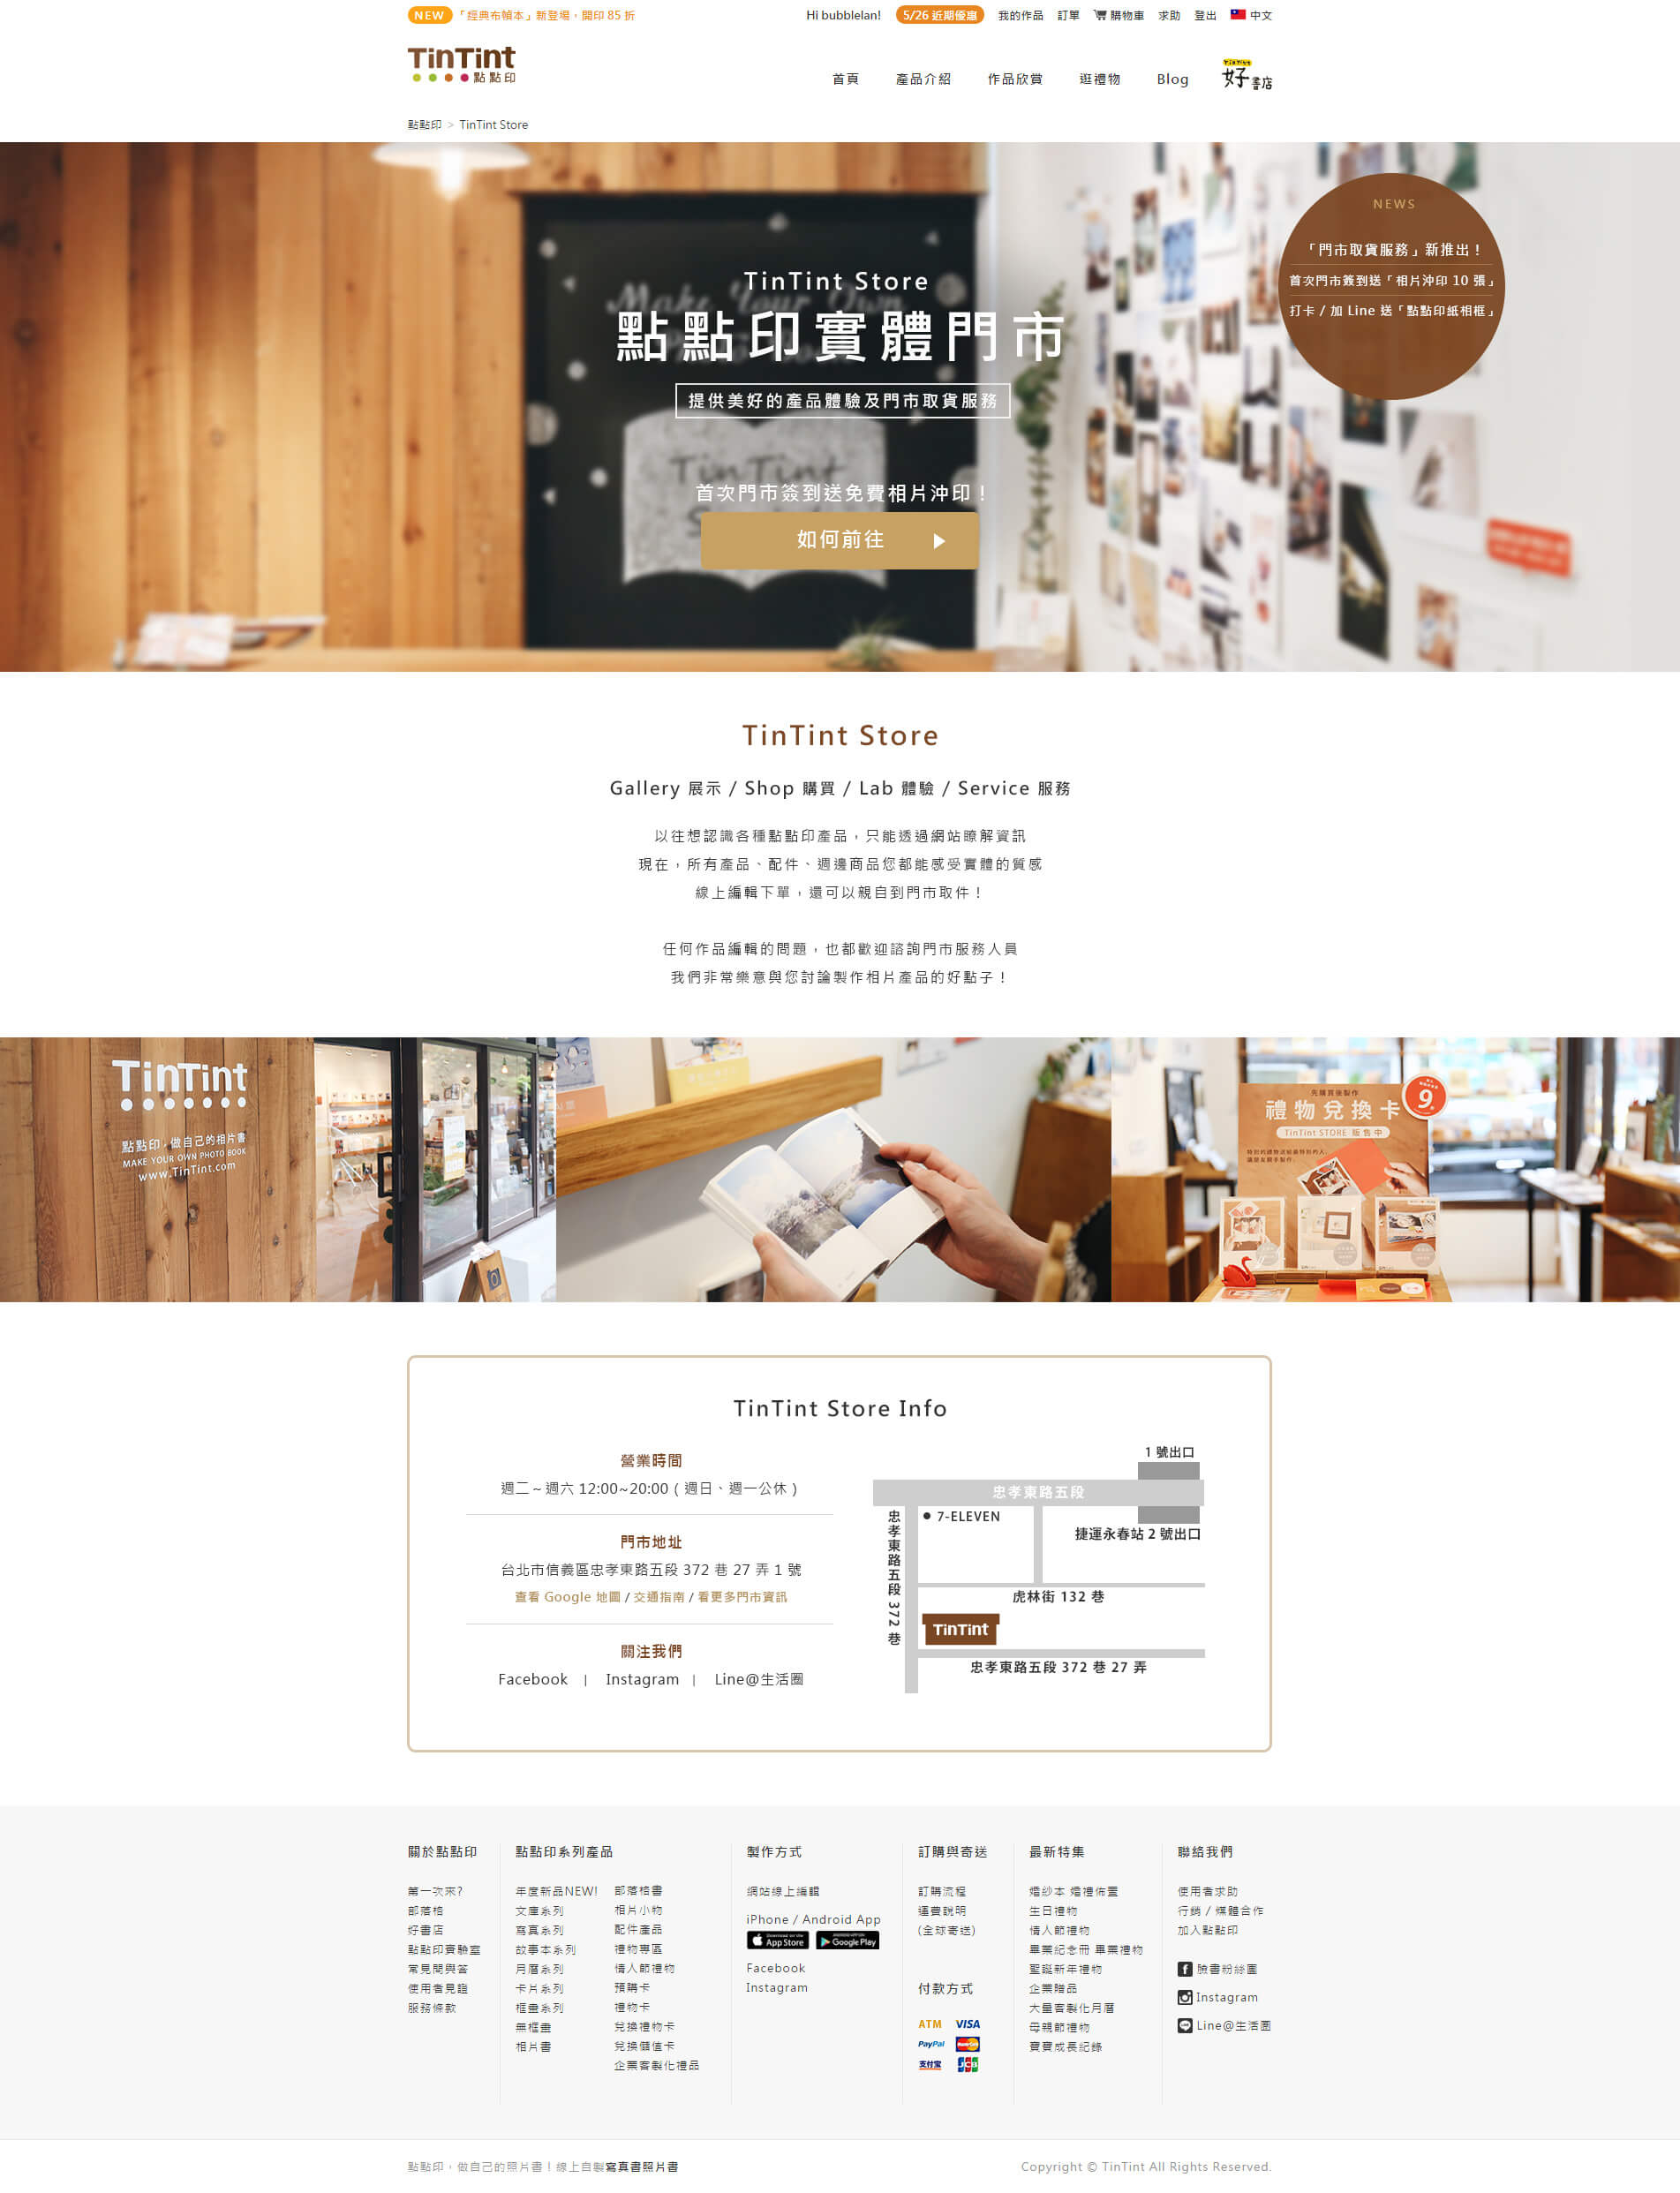 NEW 「經典布幀本」新登場，開印 85 折
Hi bubblelan! 5/26 近期優惠 我的作品 訂單 購物車 求助 登出 中文
TinTint
點點印
首頁 產品介紹 作品欣賞 逛禮物 Blog TinTint 好書店
點點印 > TinTint Store
NEWS
「門市取貨服務」新推出！
首次門市簽到送「相片沖印 10 張」
打卡 / 加 Line 送「點點印紙相框」
Make Your Own
TinTint
TinTint Store
點點印實體門市
提供美好的產品體驗及門市取貨服務
首次門市簽到送免費相片沖印！
如何前往
TinTint Store
Gallery 展示 / Shop 購買 / Lab 體驗 / Service 服務
以往想認識各種點點印產品，只能透過網站瞭解資訊
現在，所有產品、配件、週邊商品您都能感受實體的質感
線上編輯下單，還可以親自到門市取件！
任何作品編輯的問題，也都歡迎諮詢門市服務人員
我們非常樂意與您討論製作相片產品的好點子！
TinTint
點點印，做自己的相片書
MAKE YOUR OWN PHOTO BOOK
www.TinTint.com
先購買後製作
禮物兌換卡
9
TinTint STORE 販售中
TinTint Store Info
營業時間
週二～週六 12:00~20:00 ( 週日、週一公休 )
門市地址
台北市信義區忠孝東路五段 372 巷 27 弄 1 號
查看 Google 地圖 / 交通指南 / 看更多門市資訊
關注我們
Facebook | Instagram | Line@生活圈
1 號出口
忠孝東路五段
7-ELEVEN
捷運永春站 2 號出口
忠孝東路五段 372 巷
虎林街 132 巷
TinTint
忠孝東路五段 372 巷 27 弄
關於點點印
第一次來?
部落格
好書店
點點印實驗室
常見問與答
使用者見證
服務條款
點點印系列產品
年度新品NEW!
文庫系列
寫真系列
故事本系列
月曆系列
卡片系列
框畫系列
無框畫
相片書
部落格書
相片小物
配件產品
禮物專區
情人節禮物
預購卡
禮物卡
兌換禮物卡
兌換儲值卡
企業客製化禮品
製作方式
網站線上編輯
iPhone / Android App
Download on the App Store
ANDROID APP ON Google Play
Facebook
Instagram
訂購與寄送
訂購流程
運費說明
(全球寄送)
付款方式
ATM VISA
PayPal MasterCard
支付宝 JCB
最新特集
婚紗本 婚禮佈置
生日禮物
情人節禮物
畢業紀念冊 畢業禮物
聖誕新年禮物
企業贈品
大量客製化月曆
母親節禮物
寶寶成長紀錄
聯絡我們
使用者求助
行銷 / 媒體合作
加入點點印
臉書粉絲團
Instagram
Line@生活圈
點點印，做自己的照片書！線上自製寫真書照片書
Copyright © TinTint All Rights Reserved.